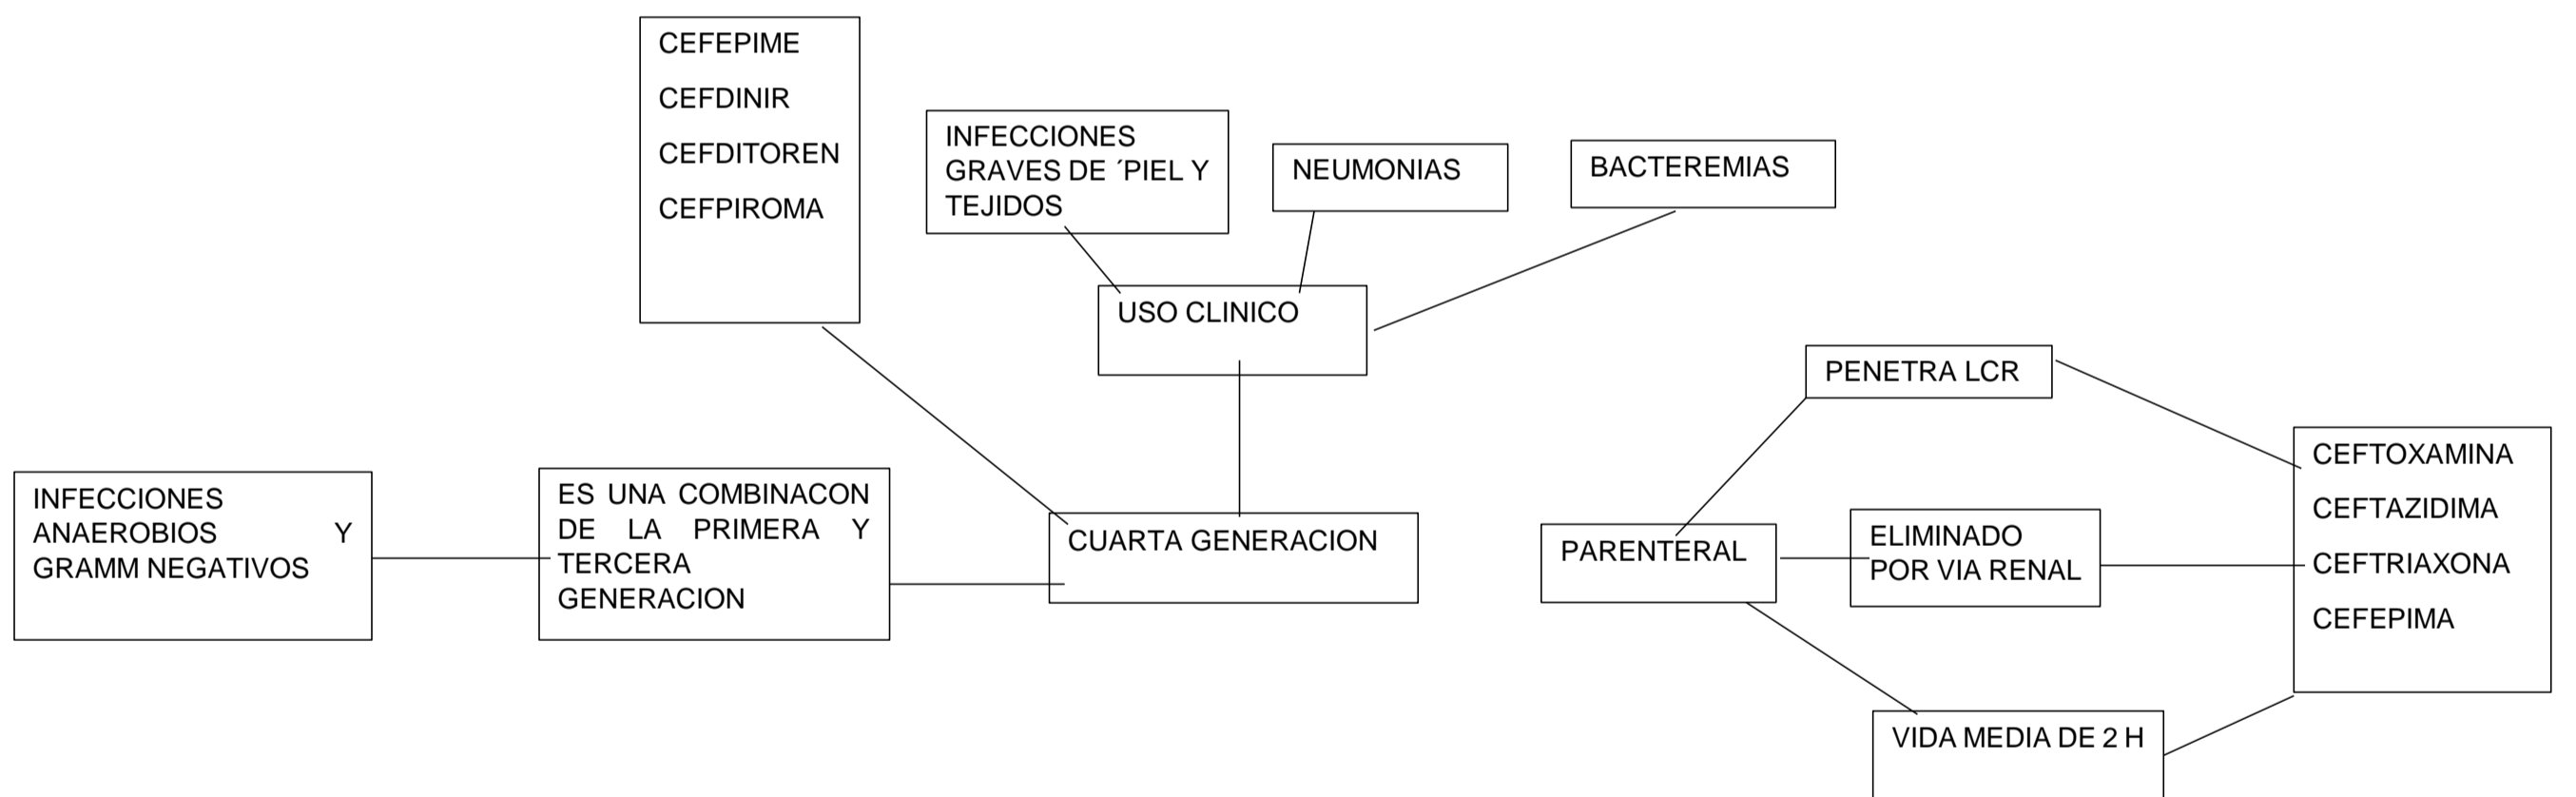 CEFEPIME
CEFDINIR
CEFDITOREN
CEFPIROMA
INFECCIONES
GRAVES DE ´PIEL Y
TEJIDOS
NEUMONIAS
BACTEREMIAS
USO CLINICO
PENETRA LCR
INFECCIONES
ANAEROBIOS Y
GRAMM NEGATIVOS
ES UNA COMBINACON
DE LA PRIMERA Y
TERCERA
GENERACION
CUARTA GENERACION
PARENTERAL
ELIMINADO
POR VIA RENAL
CEFTOXAMINA
CEFTAZIDIMA
CEFTRIAXONA
CEFEPIMA
VIDA MEDIA DE 2 H